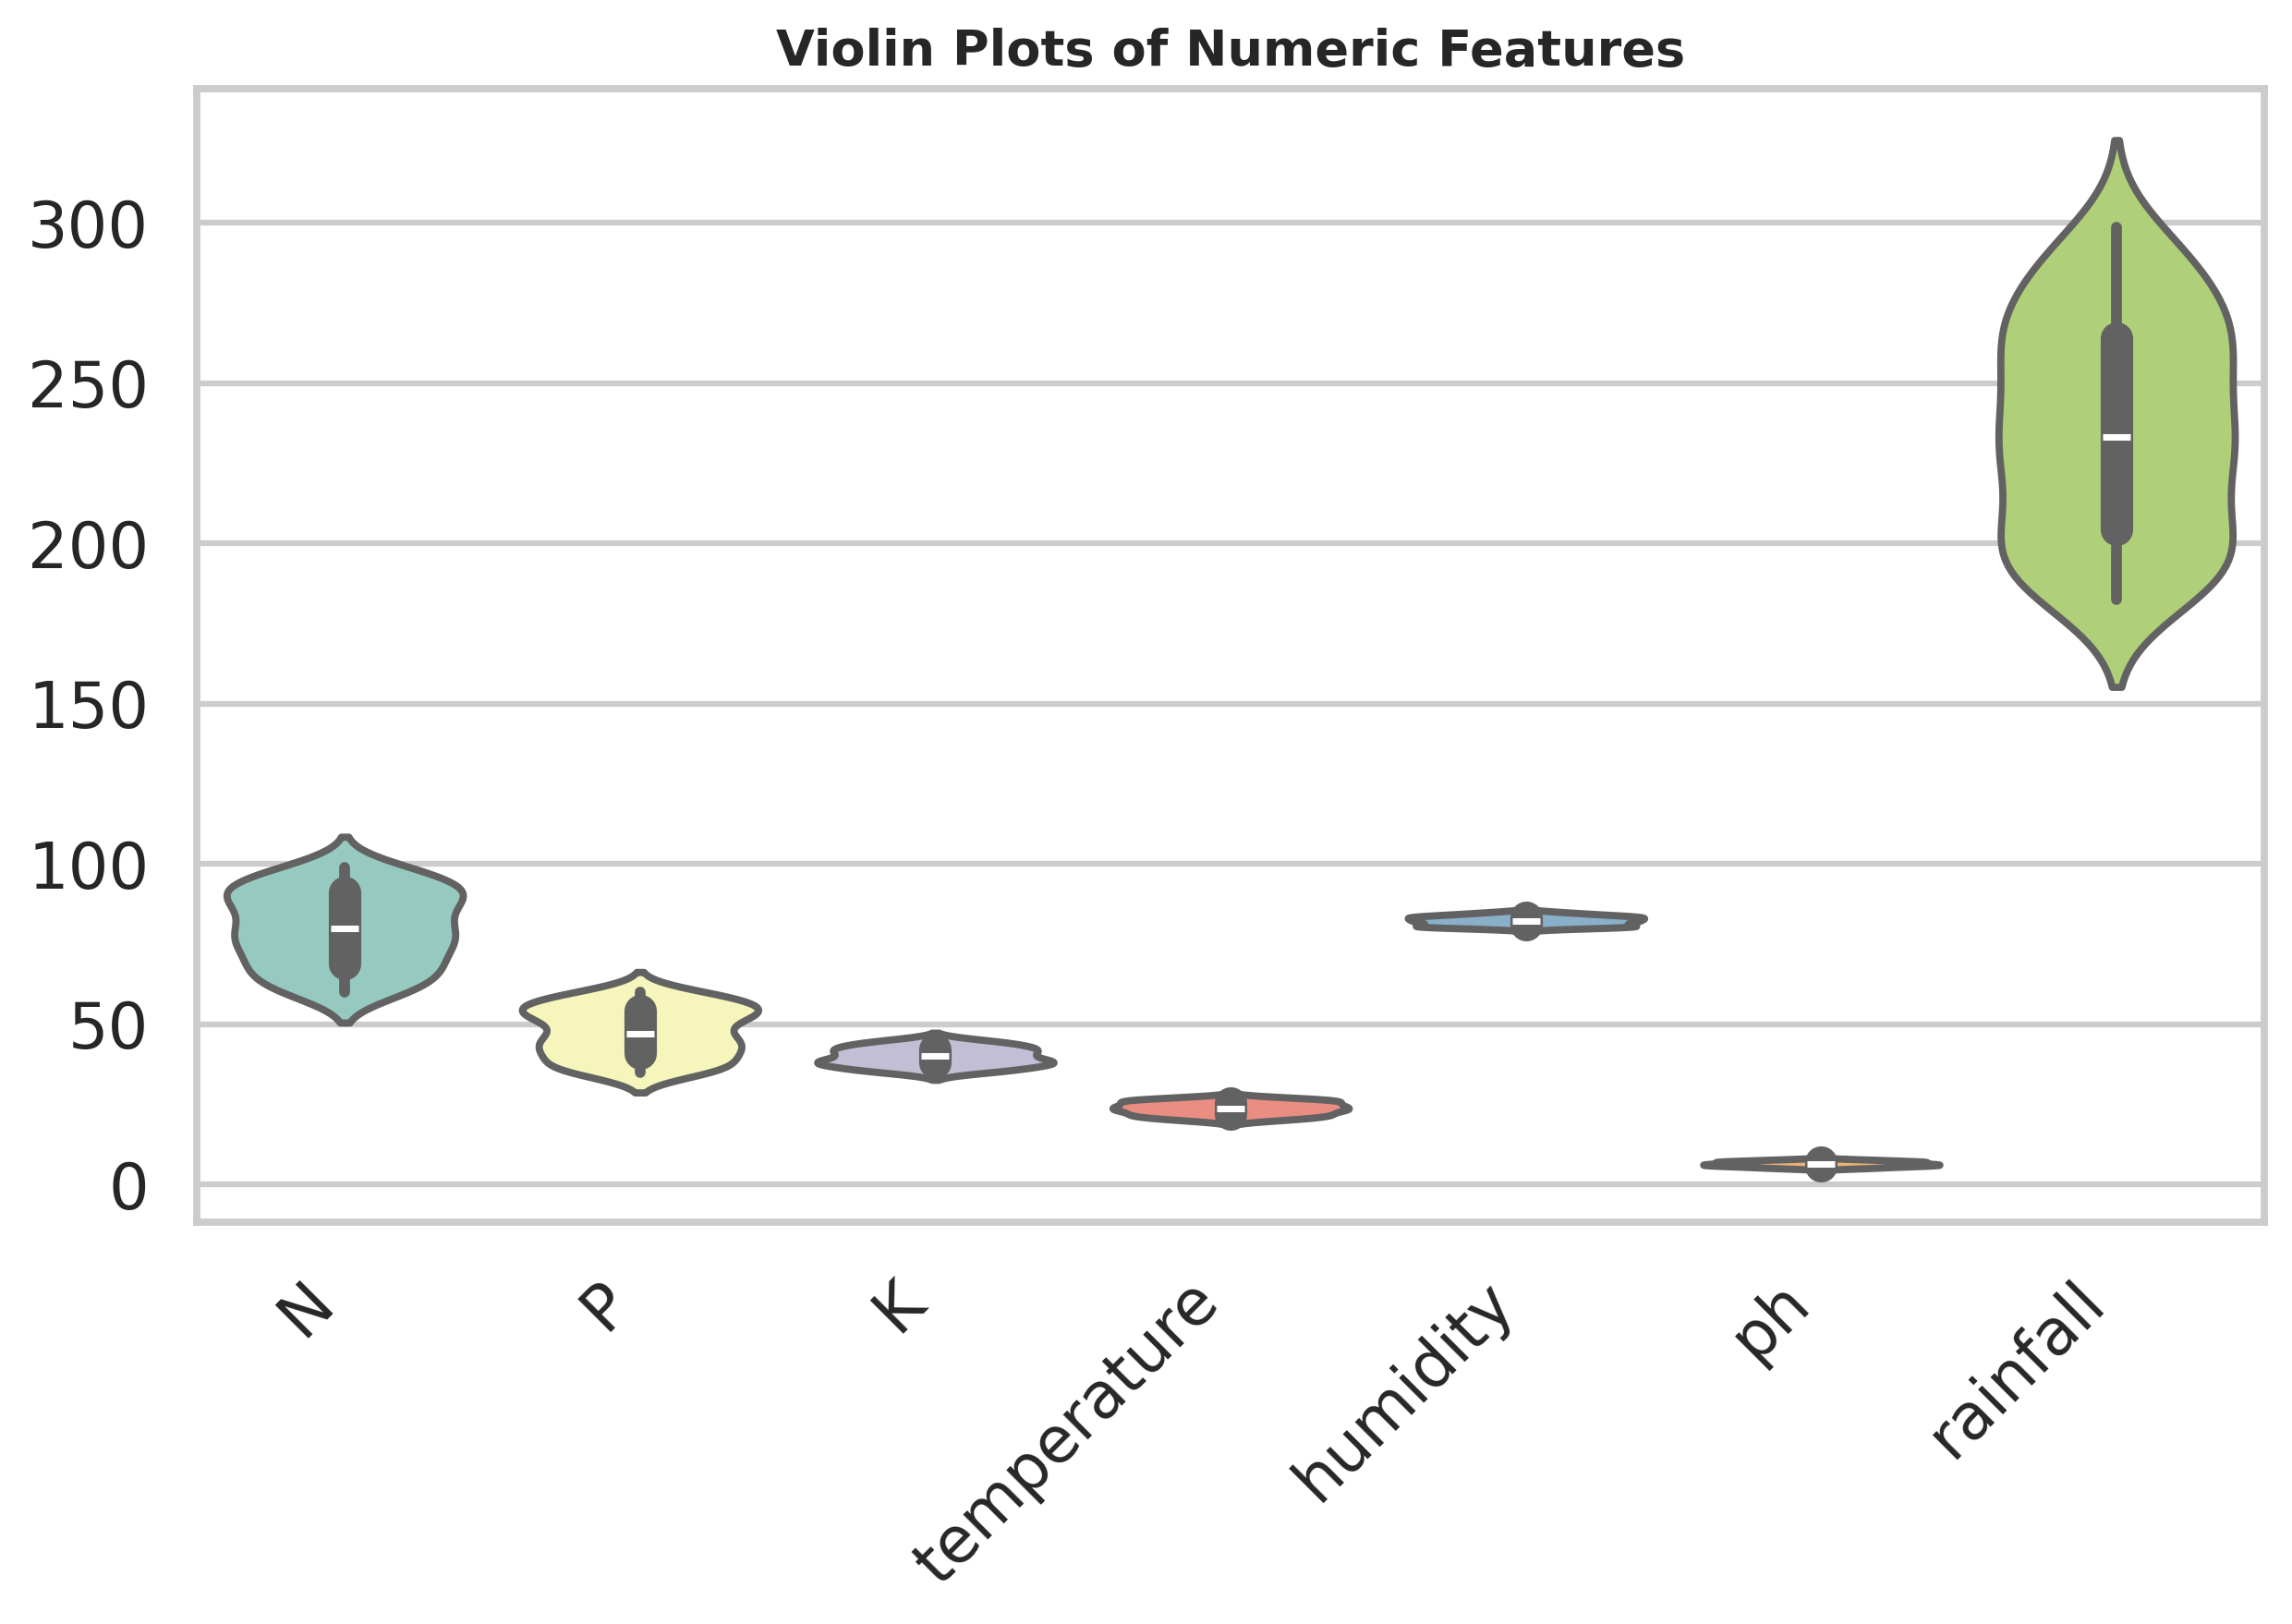 Violin Plots of Numeric Features
300
250
200
150
100
50
0
N
P
K
temperature
humidity
ph
rainfall